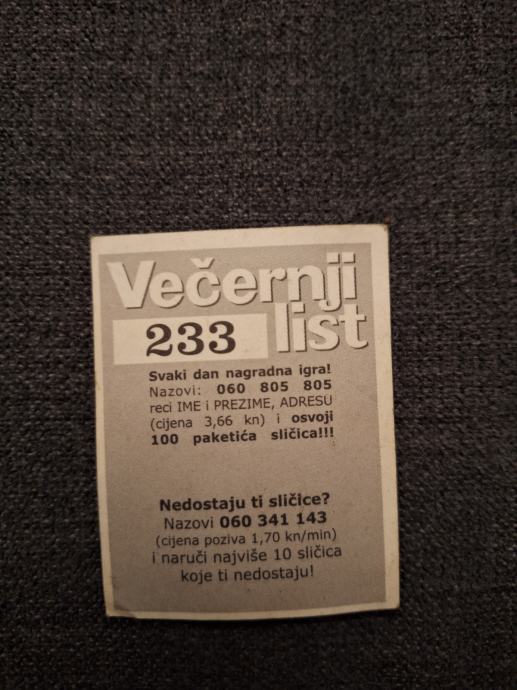 Večernji
list
233
Svaki dan nagradna igra!
Nazovi: 060 805 805
reci IME i PREZIME, ADRESU
(cijena 3,66 kn) i osvoji
100 paketića sličica!!!
Nedostaju ti sličice?
Nazovi 060 341 143
(cijena poziva 1,70 kn/min)
i naruči najviše 10 sličica
koje ti nedostaju!